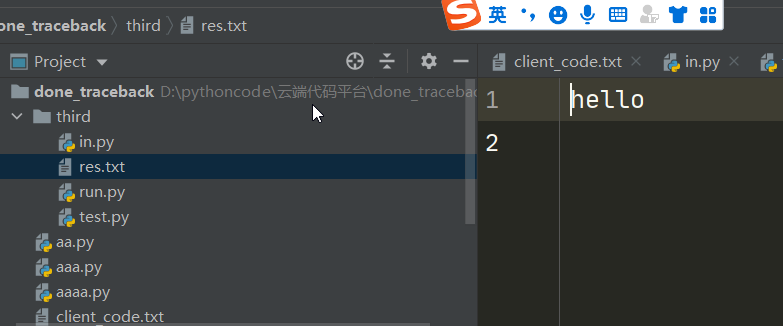 one_traceback 〉 third 〉 res.txt
英
Project
client_code.txt
in.py
done_traceback D:\pythoncode\云端代码平台\done_traceback
1 hello
2
third
in.py
res.txt
run.py
test.py
aa.py
aaa.py
aaaa.py
client_code.txt